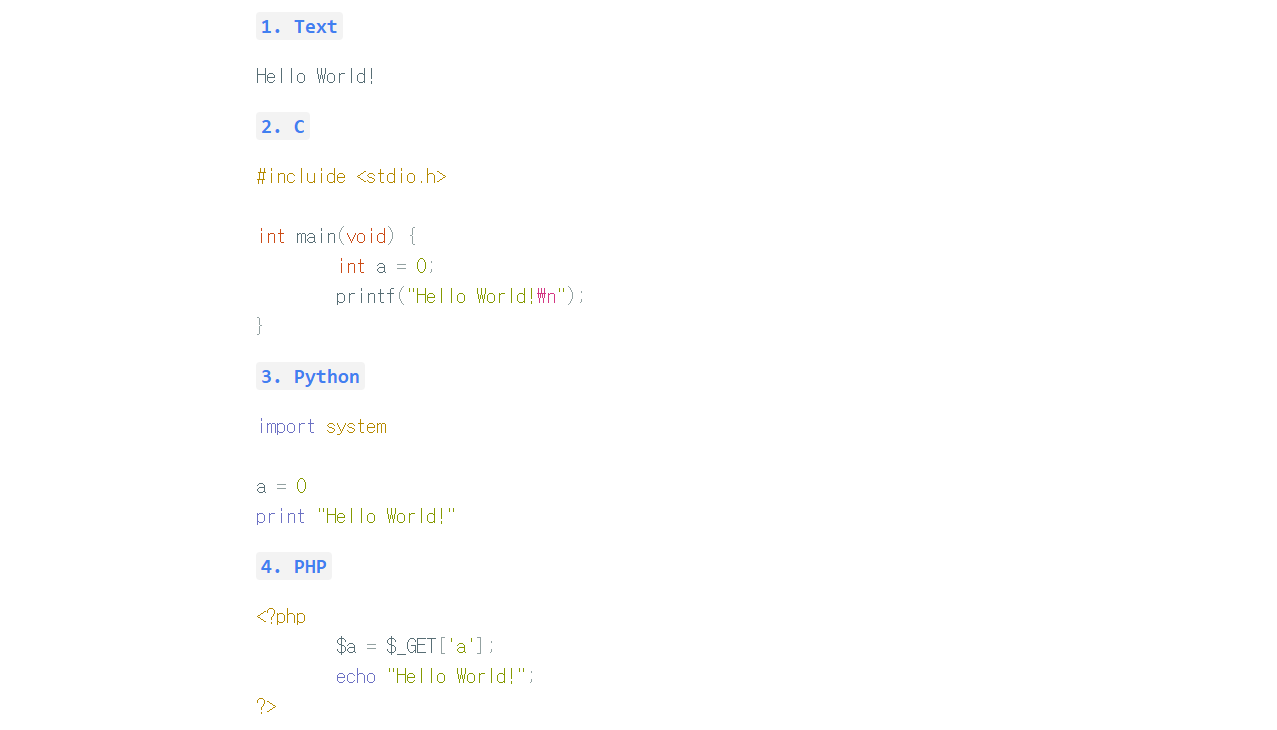 1. Text
Hello World!
2. C
#incluide <stdio.h>
int main(void) {
int a = 0;
printf("Hello World!₩n");
}
3. Python
import system
a = 0
print "Hello World!"
4. PHP
<?php
$a = $_GET['a'];
echo "Hello World!";
?>